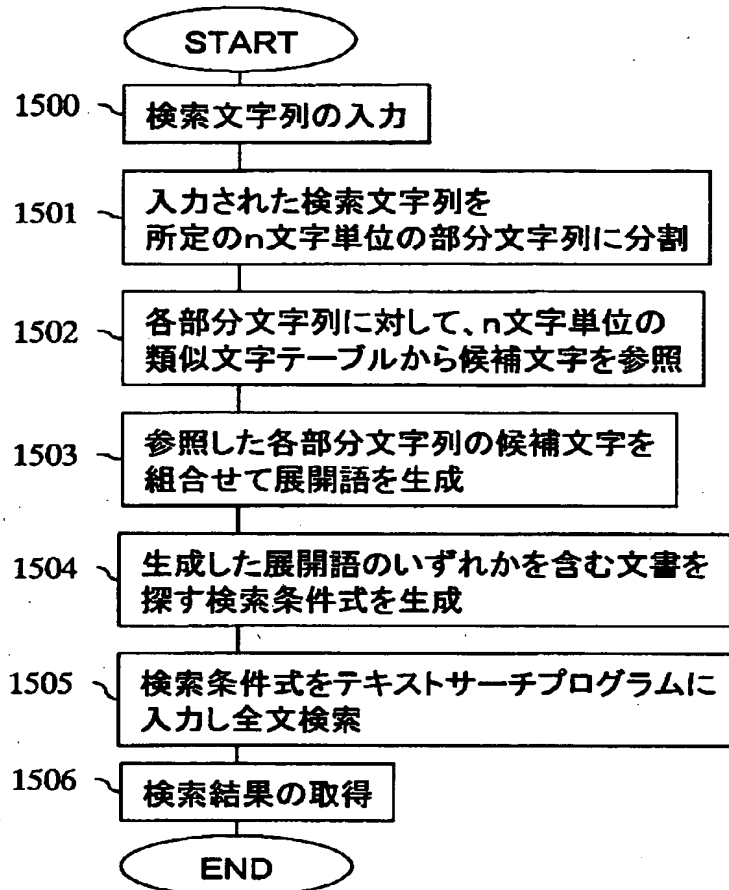 START
1500
検索文字列の入力
1501
入力された検索文字列を
所定のn文字単位の部分文字列に分割
1502
各部分文字列に対して、n文字単位の
類似文字テーブルから候補文字を参照
1503
参照した各部分文字列の候補文字を
組合せて展開語を生成
1504
生成した展開語のいずれかを含む文書を
探す検索条件式を生成
1505
検索条件式をテキストサーチプログラムに
入力し全文検索
1506
検索結果の取得
END